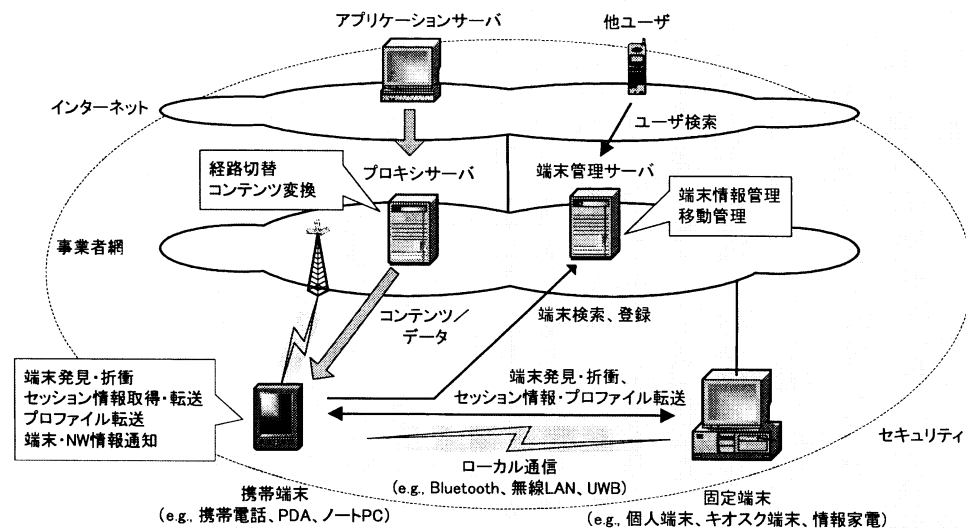 アプリケーションサーバ
他ユーザ
インターネット
ユーザ検索
経路切替
コンテンツ変換
プロキシサーバ
端末管理サーバ
端末情報管理
移動管理
事業者網
コンテンツ／
データ
端末検索、登録
端末発見・折衝
セッション情報取得・転送
プロファイル転送
端末・NW情報通知
端末発見・折衝、
セッション情報・プロファイル転送
セキュリティ
ローカル通信
(e.g., Bluetooth、無線LAN、UWB)
携帯端末
(e.g., 携帯電話、PDA、ノートPC)
固定端末
(e.g., 個人端末、キオスク端末、情報家電)